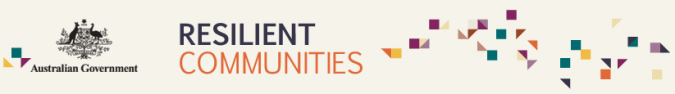 Australian Government
RESILIENT
COMMUNITIES